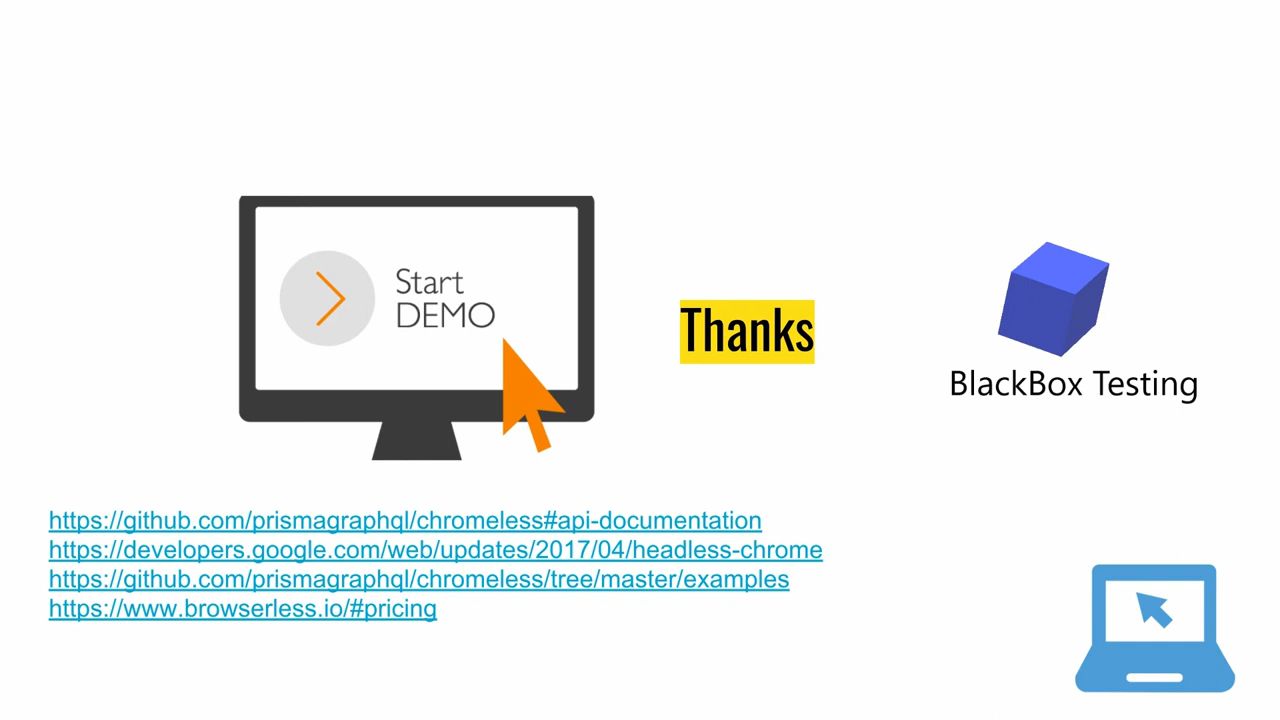 Start
DEMO
Thanks
BlackBox Testing
https://github.com/prismagraphql/chromeless#api-documentation
https://developers.google.com/web/updates/2017/04/headless-chrome
https://github.com/prismagraphql/chromeless/tree/master/examples
https://www.browserless.io/#pricing